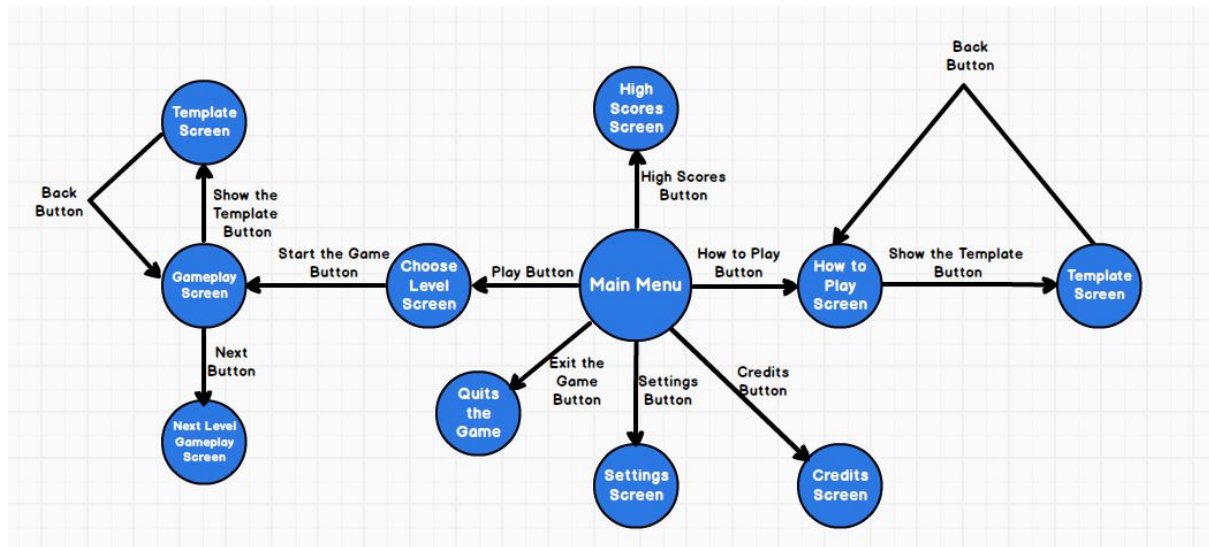 Back
Button
High
Scores
Screen
Template
Screen
High Scores
Button
Back
Button
Show the
Template
Button
Start the Game
Button
Choose
Level
Screen
Play Button
Main Menu
How to Play
Button
How to
Play
Screen
Show the Template
Button
Template
Screen
Gameplay
Screen
Next
Button
Exit the
Game
Button
Settings
Button
Credits
Button
Quits
the
Game
Next Level
Gameplay
Screen
Settings
Screen
Credits
Screen